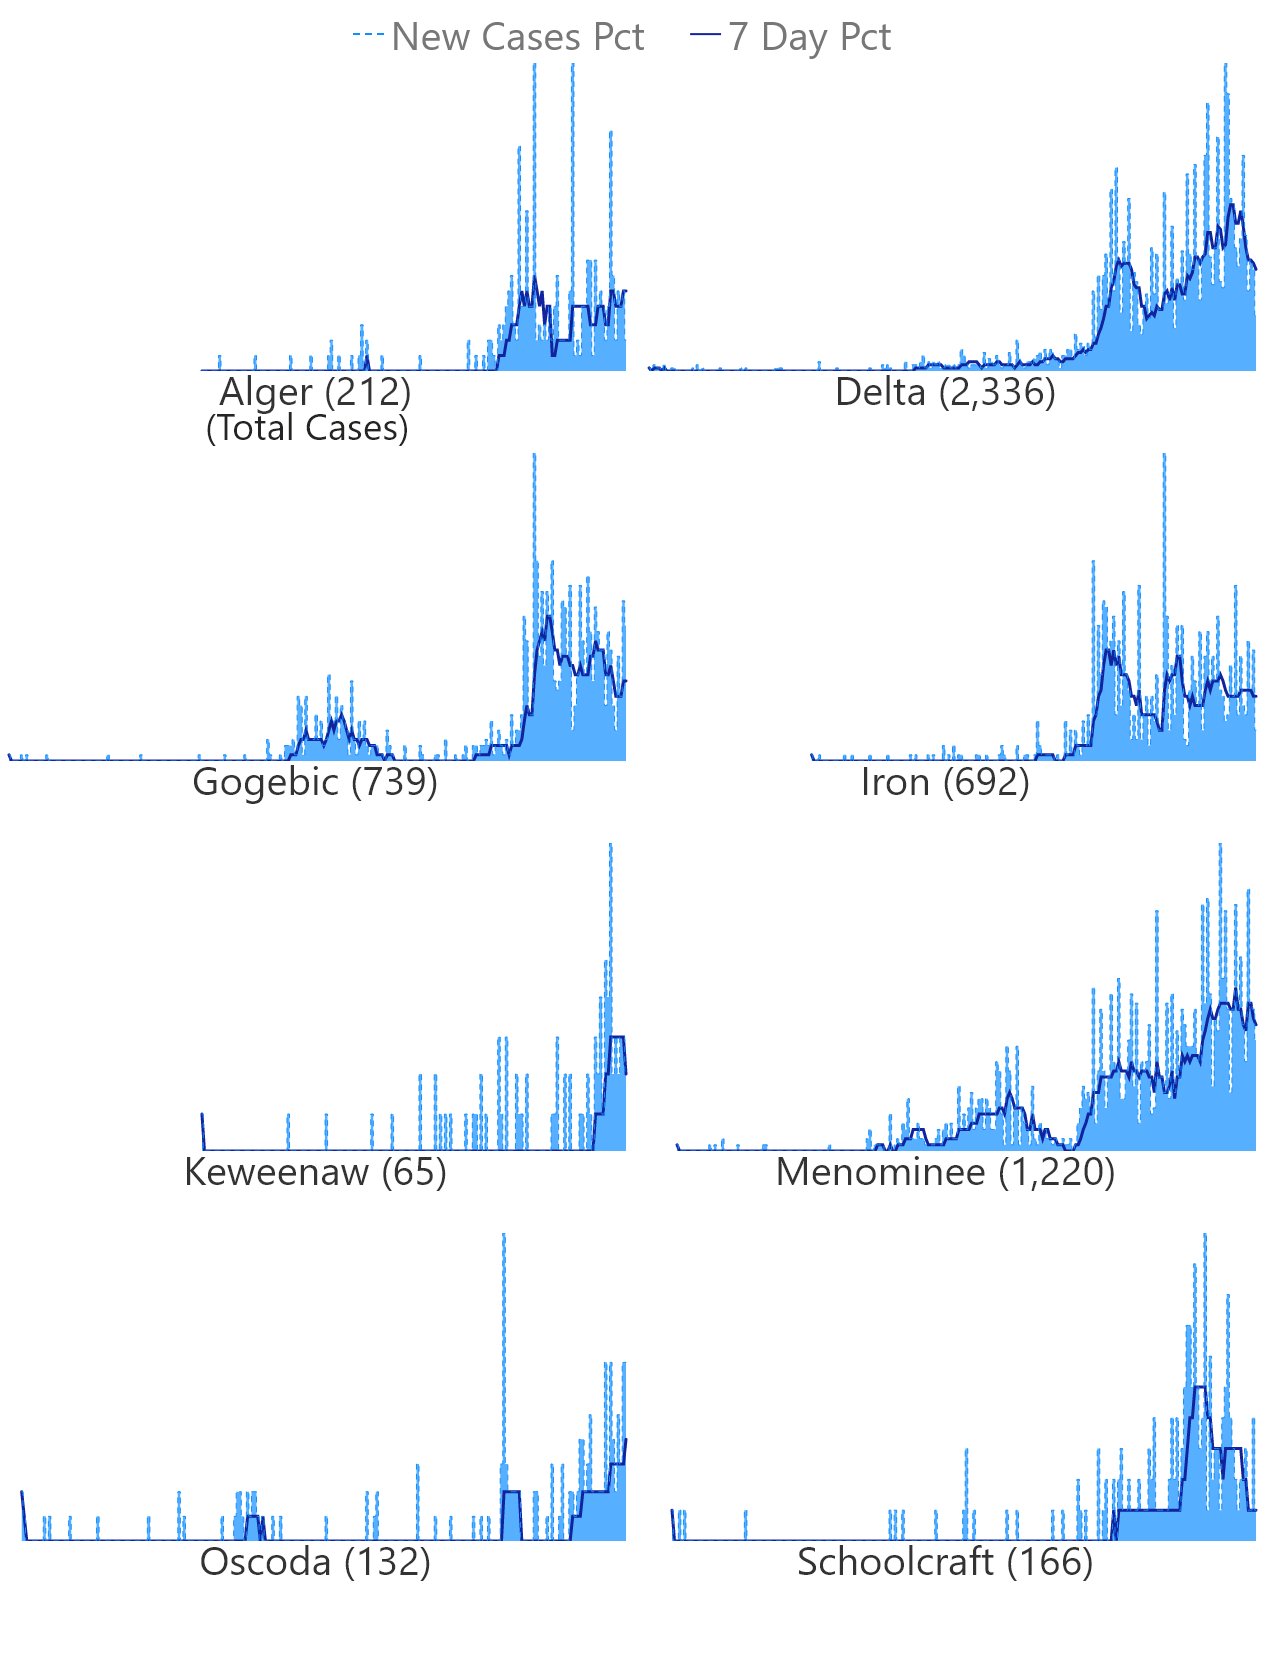 New Cases Pct 7 Day Pct
Alger (212) Delta (2,336)
(Total Cases)
Gogebic (739) Iron (692)
Keweenaw (65) Menominee (1,220)
Oscoda (132) Schoolcraft (166)